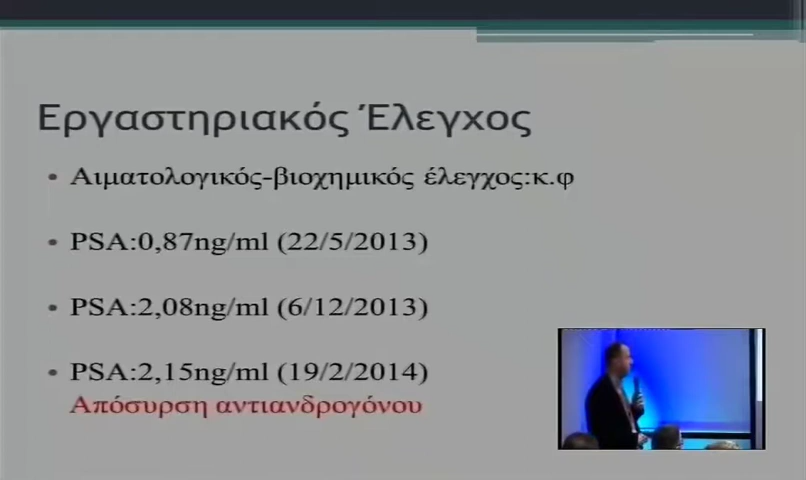 Εργαστηριακός Έλεγχος
• Αιματολογικός-βιοχημικός έλεγχος:κ.φ
• PSA:0,87ng/ml (22/5/2013)
• PSA:2,08ng/ml (6/12/2013)
• PSA:2,15ng/ml (19/2/2014)
Απόσυρση αντιανδρογόνου